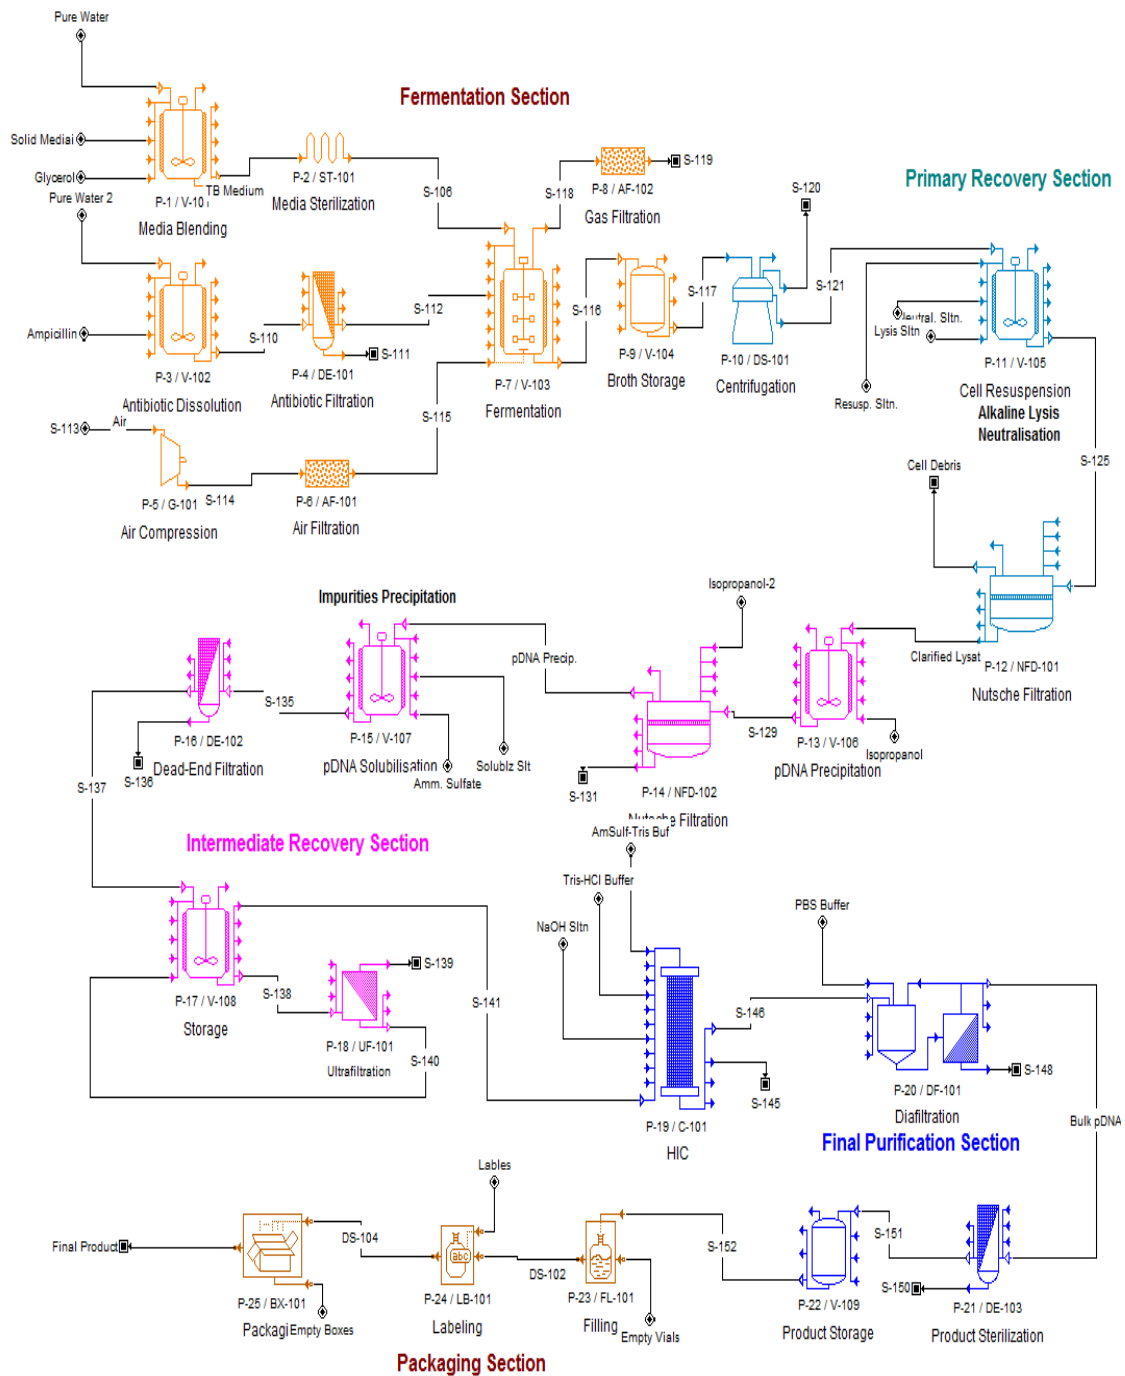 Pure Water
Fermentation Section
Solid Mediai
Glycerol
TB Medium
P-1 / V-10
Media Blending
P-2 / ST-101
Media Sterilization
S-106
S-118
P-8 / AF-102
Gas Filtration
S-119
S-120
Primary Recovery Section
Pure Water 2
Ampicillin
P-3 / V-102
Antibiotic Dissolution
S-110
P-4 / DE-101
Antibiotic Filtration
S-111
S-112
S-115
P-7 / V-103
Fermentation
S-116
P-9 / V-104
Broth Storage
S-117
P-10 / DS-101
Centrifugation
S-121
Neutral. Sltn.
Lysis Sltn
Resusp. Sltn.
P-11 / V-105
Cell Resuspension
Alkaline Lysis
Neutralisation
S-113
Air
P-5 / G-101
Air Compression
S-114
P-6 / AF-101
Air Filtration
S-125
Cell Debris
Clarified Lysat
P-12 / NFD-101
Nutsche Filtration
Isopropanol-2
Impurities Precipitation
pDNA Precip.
S-129
P-13 / V-106
pDNA Precipitation
Isopropanol
S-131
P-14 / NFD-102
Nutsche Filtration
S-135
P-15 / V-107
pDNA Solubilisation
Solublz Slt
Amm. Sulfate
P-16 / DE-102
Dead-End Filtration
S-136
S-137
Intermediate Recovery Section
AmSulf-Tris Buf
Tris-HCl Buffer
NaOH Sltn
PBS Buffer
P-17 / V-108
Storage
S-138
S-139
P-18 / UF-101
Ultrafiltration
S-140
S-141
S-146
S-145
P-19 / C-101
HIC
P-20 / DF-101
Diafiltration
S-148
Bulk pDNA
Final Purification Section
Lables
Final Product
DS-104
P-25 / BX-101
Packagi
Empty Boxes
P-24 / LB-101
Labeling
DS-102
P-23 / FL-101
Filling
Empty Vials
S-152
P-22 / V-109
Product Storage
S-151
S-150
P-21 / DE-103
Product Sterilization
Packaging Section
abc